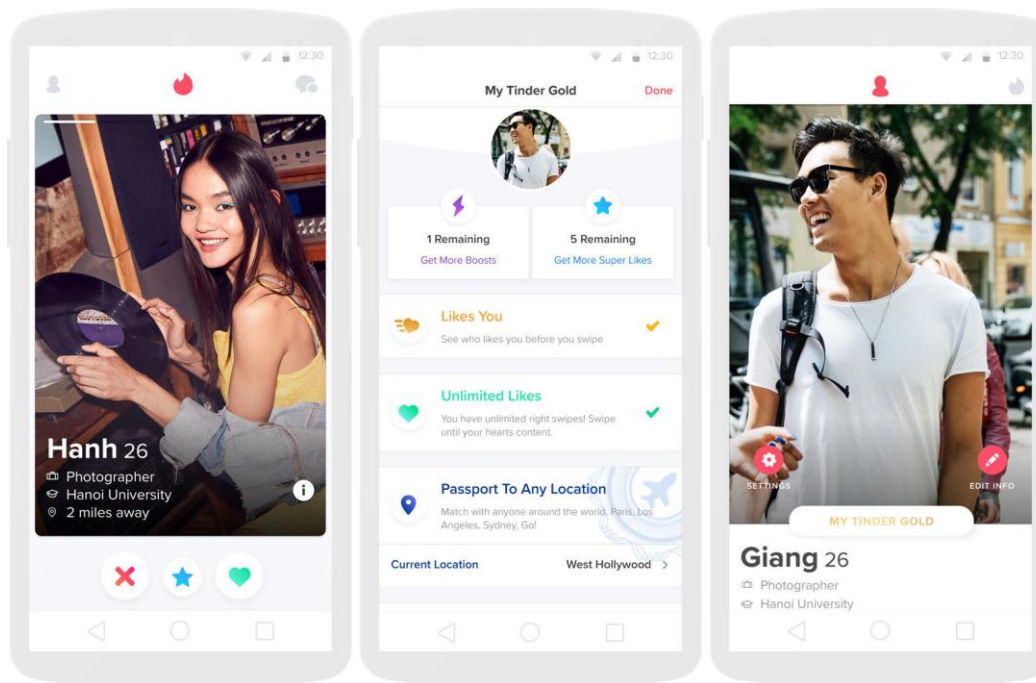 12:30
Hanh 26
Photographer
Hanoi University
2 miles away
12:30
My Tinder Gold
Done
1 Remaining
Get More Boosts
5 Remaining
Get More Super Likes
Likes You
See who likes you before you swipe
Unlimited Likes
You have unlimited right swipes! Swipe
until your hearts content.
Passport To Any Location
Match with anyone around the world. Paris, Los
Angeles, Sydney, Go!
Current Location
West Hollywood
12:30
SETTINGS
EDIT INFO
MY TINDER GOLD
Giang 26
Photographer
Hanoi University